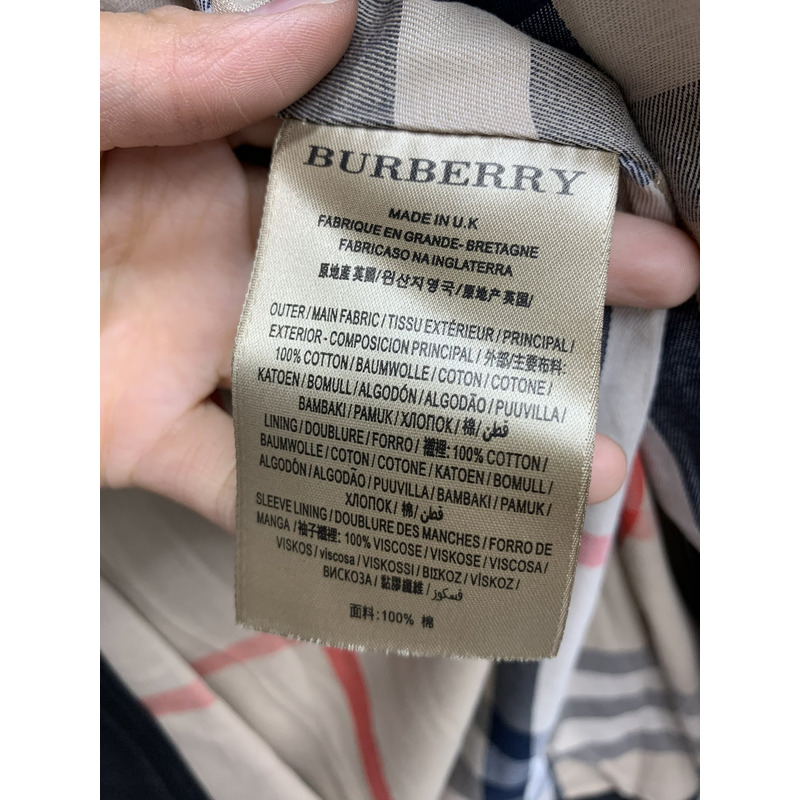 BURBERRY
MADE IN U.K
FABRIQUE EN GRANDE-BRETAGNE
FABRICASO NA INGLATERRA
原地産英國/원산지영국/原地产英国/
OUTER/MAIN FABRIC/TISSU EXTÉRIEUR/PRINCIPAL/
EXTERIOR-COMPOSICION PRINCIPAL/外部/主要布料:
100% COTTON/BAUMWOLLE/COTON/COTONE/
KATOEN/BOMULL/ALGODÓN/ALGODÃO/PUUVILLA/
BAMBAKI/PAMUK/ХЛОПОК/棉/قطن
LINING/DOUBLURE/FORRO/襯裡:100% COTTON/
BAUMWOLLE/COTON/COTONE/KATOEN/BOMULL/
ALGODÓN/ALGODÃO/PUUVILLA/BAMBAKI/PAMUK/
ХЛОПОК/棉/قطن
SLEEVE LINING/DOUBLURE DES MANCHES/FORRO DE
MANGA/袖子襯裡:100% VISCOSE/VISKOSE/VISCOSA/
VISKOS/viscosa/VISKOSSI/ΒΙΣΚΟΖ/VİSKOZ/
ВИСКОЗА/黏膠纖維/فسكوز
面料:100% 棉